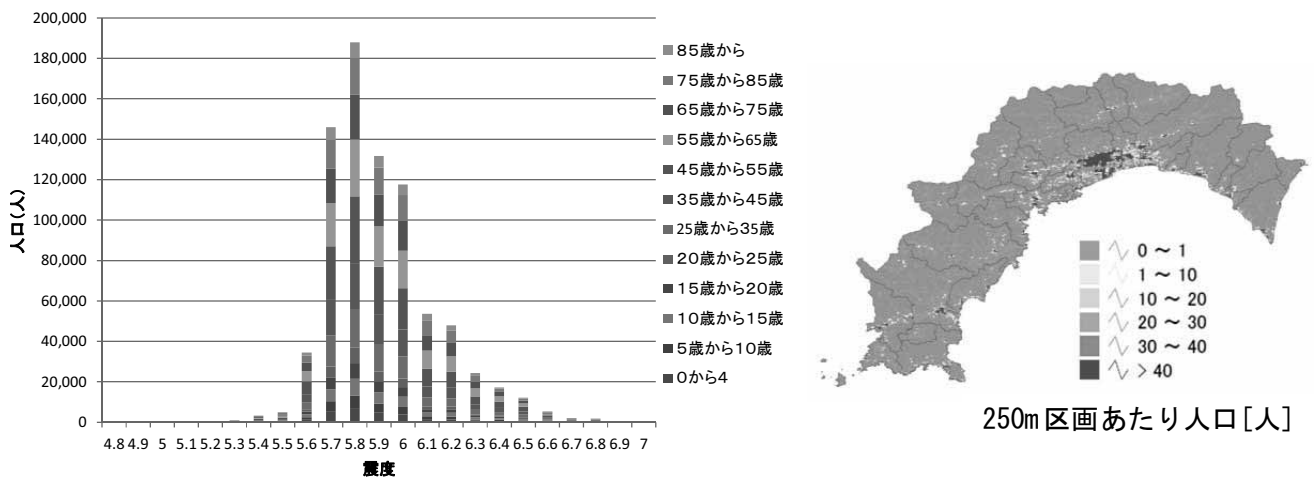 200,000
180,000
160,000
140,000
120,000
100,000
80,000
60,000
40,000
20,000
0
人口(人)
4.8 4.9 5 5.1 5.2 5.3 5.4 5.5 5.6 5.7 5.8 5.9 6 6.1 6.2 6.3 6.4 6.5 6.6 6.7 6.8 6.9 7
震度
85歳から
75歳から85歳
65歳から75歳
55歳から65歳
45歳から55歳
35歳から45歳
25歳から35歳
20歳から25歳
15歳から20歳
10歳から15歳
5歳から10歳
0から4
0 ~ 1
1 ~ 10
10 ~ 20
20 ~ 30
30 ~ 40
> 40
250m区画あたり人口[人]